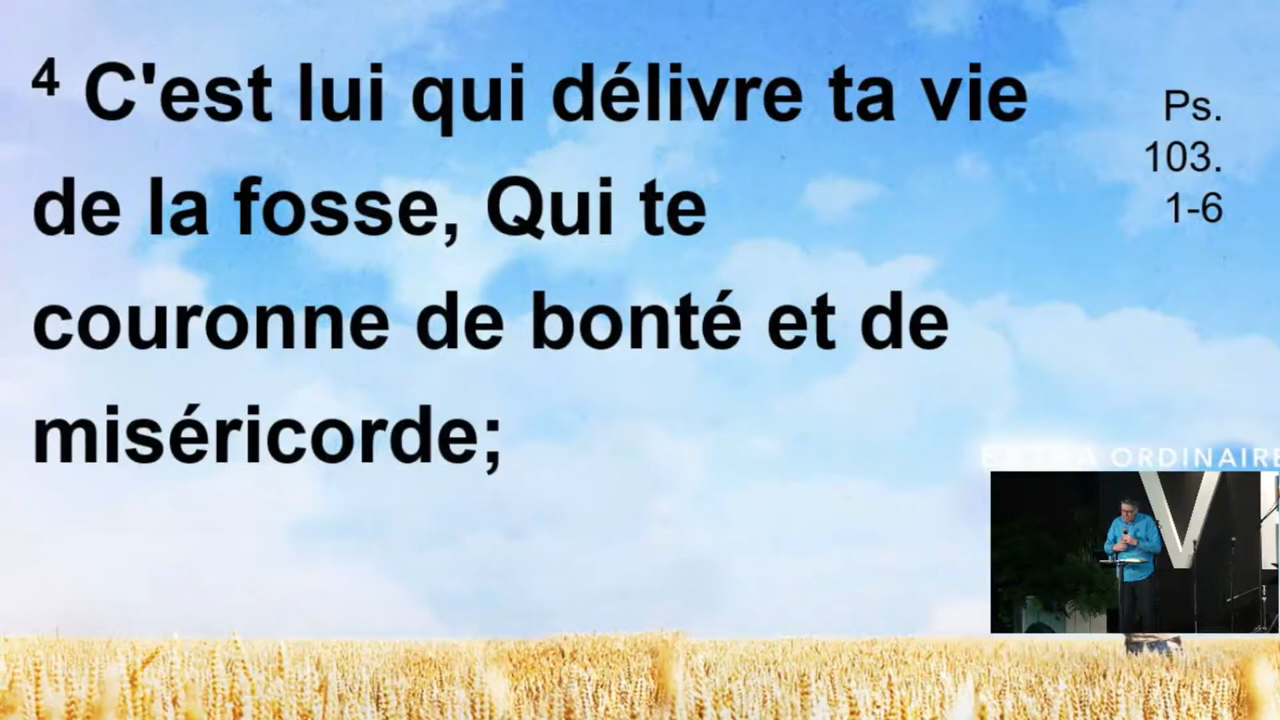 4 C'est lui qui délivre ta vie
de la fosse, Qui te
couronne de bonté et de
miséricorde;
Ps.
103.
1-6
ORDINAIRE
V